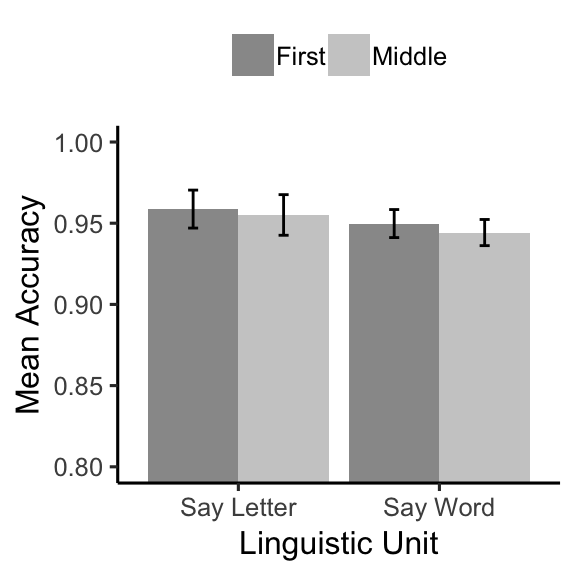 First Middle
1.00
0.95
0.90
0.85
0.80
Mean Accuracy
Say Letter Say Word
Linguistic Unit